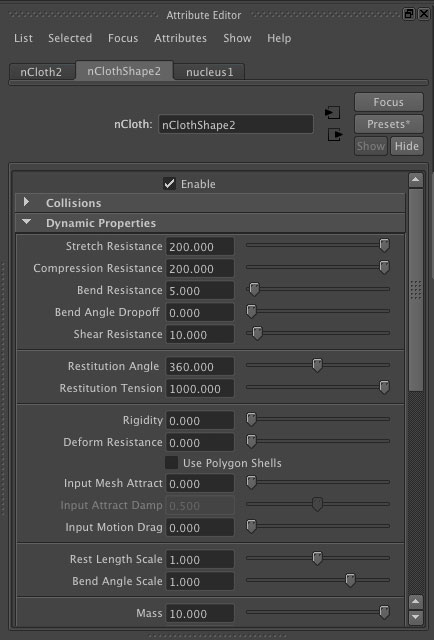 Attribute Editor
List Selected Focus Attributes Show Help
nCloth2 nClothShape2 nucleus1
Focus
nCloth: nClothShape2 Presets*
Show Hide
Enable
Collisions
Dynamic Properties
Stretch Resistance 200.000
Compression Resistance 200.000
Bend Resistance 5.000
Bend Angle Dropoff 0.000
Shear Resistance 10.000
Restitution Angle 360.000
Restitution Tension 1000.000
Rigidity 0.000
Deform Resistance 0.000
Use Polygon Shells
Input Mesh Attract 0.000
Input Attract Damp 0.500
Input Motion Drag 0.000
Rest Length Scale 1.000
Bend Angle Scale 1.000
Mass 10.000